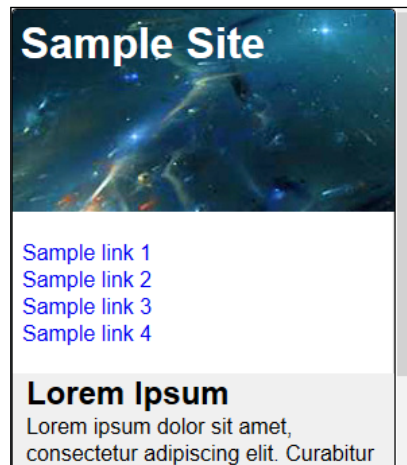 Sample Site
Sample link 1
Sample link 2
Sample link 3
Sample link 4
Lorem Ipsum
Lorem ipsum dolor sit amet,
consectetur adipiscing elit. Curabitur